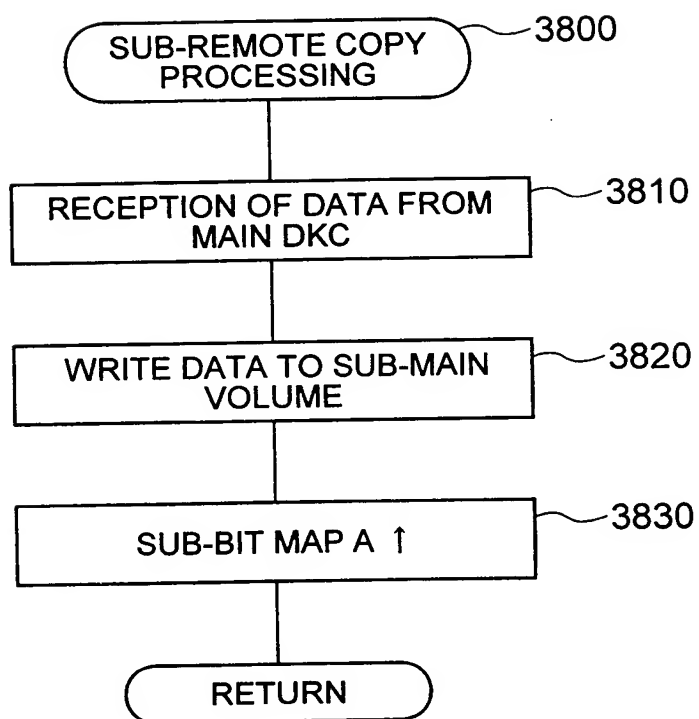 SUB-REMOTE COPY
PROCESSING
3800
RECEPTION OF DATA FROM
MAIN DKC
3810
WRITE DATA TO SUB-MAIN
VOLUME
3820
SUB-BIT MAP A ↑
3830
RETURN